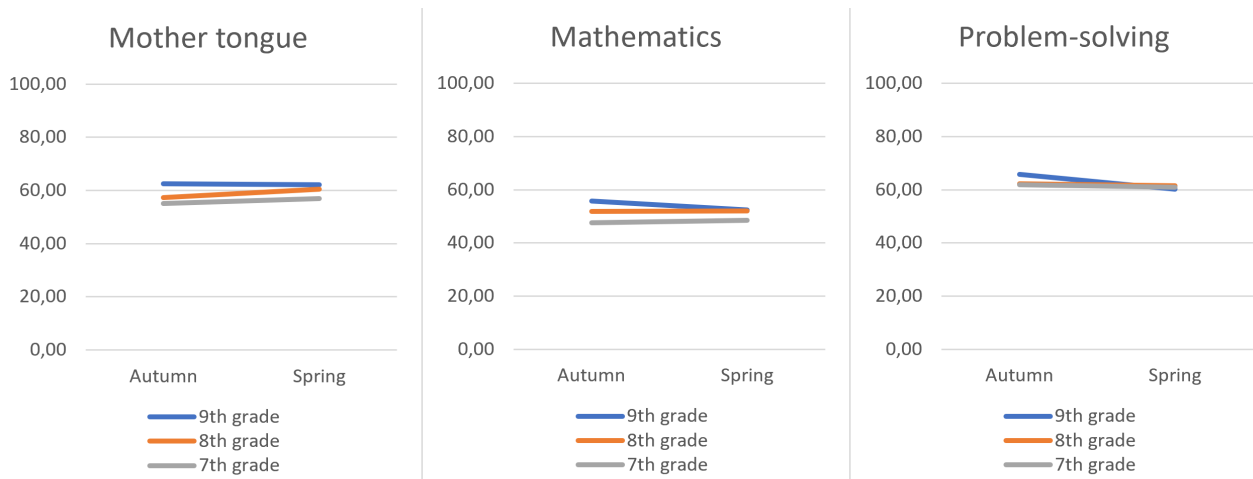 Mother tongue
100,00
80,00
60,00
40,00
20,00
0,00
Autumn Spring
9th grade
8th grade
7th grade
Mathematics
100,00
80,00
60,00
40,00
20,00
0,00
Autumn Spring
9th grade
8th grade
7th grade
Problem-solving
100,00
80,00
60,00
40,00
20,00
0,00
Autumn Spring
9th grade
8th grade
7th grade